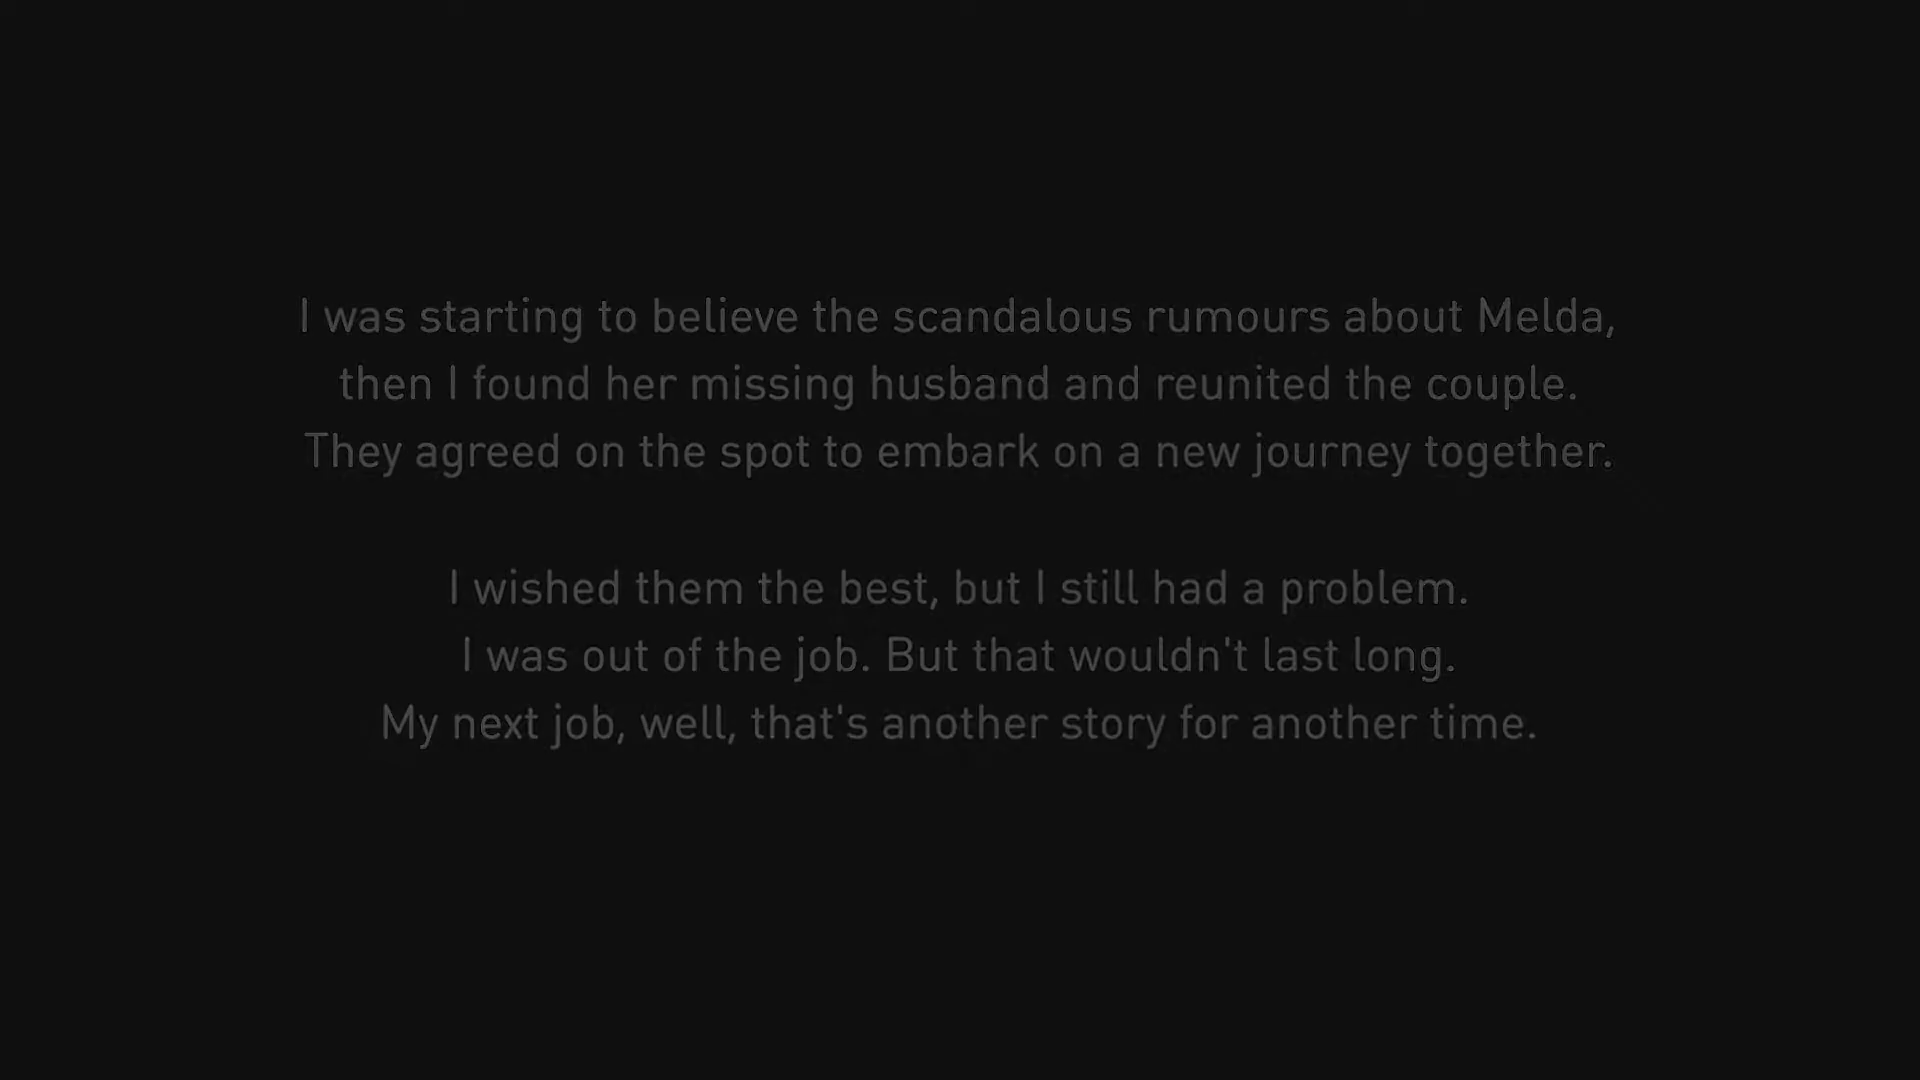 I was starting to believe the scandalous rumours about Melda,
then I found her missing husband and reunited the couple.
They agreed on the spot to embark on a new journey together.
I wished them the best, but I still had a problem.
I was out of the job. But that wouldn't last long.
My next job, well, that's another story for another time.